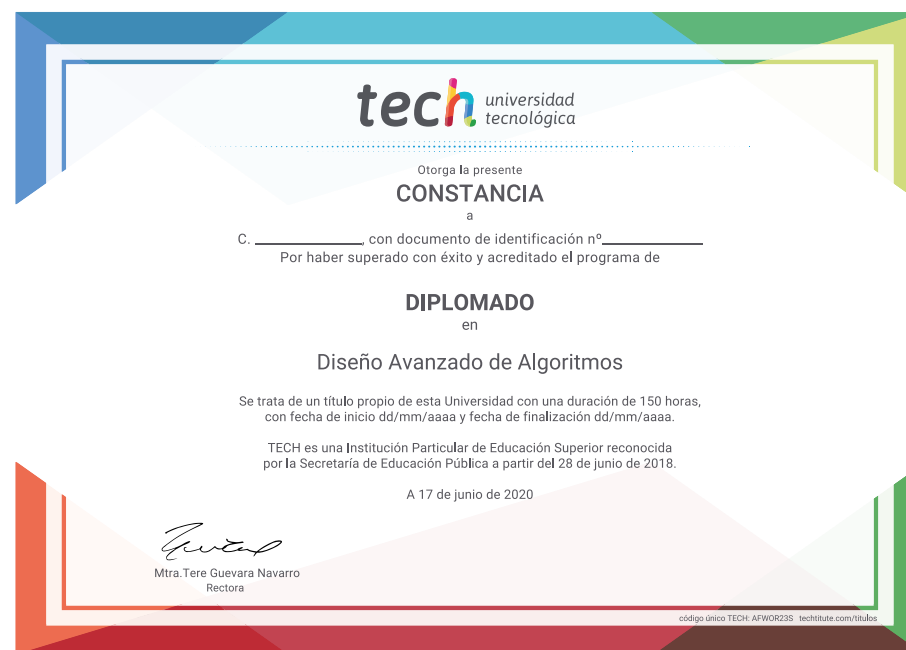 tech universidad
tecnológica
Otorga la presente
CONSTANCIA
a
C. ____________, con documento de identificación nº____________
Por haber superado con éxito y acreditado el programa de
DIPLOMADO
en
Diseño Avanzado de Algoritmos
Se trata de un título propio de esta Universidad con una duración de 150 horas,
con fecha de inicio dd/mm/aaaa y fecha de finalización dd/mm/aaaa.
TECH es una Institución Particular de Educación Superior reconocida
por la Secretaría de Educación Pública a partir del 28 de junio de 2018.
A 17 de junio de 2020
Mtra.Tere Guevara Navarro
Rectora
código único TECH: AFWOR23S techtitute.com/titulos